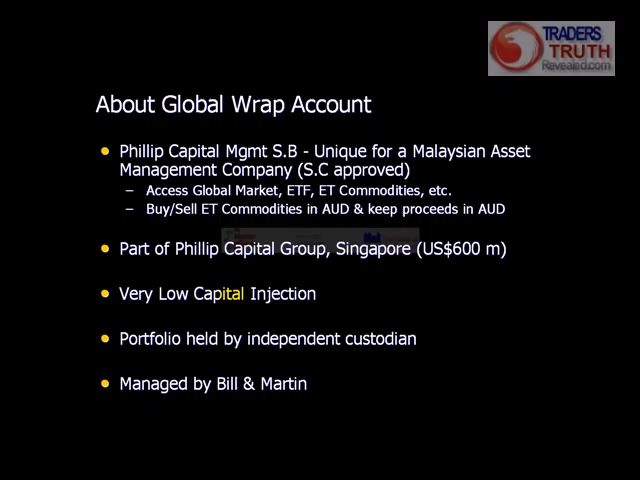 TRADERS
TRUTH
Revealed.com
About Global Wrap Account
Phillip Capital Mgmt S.B - Unique for a Malaysian Asset
Management Company (S.C approved)
– Access Global Market, ETF, ET Commodities, etc.
– Buy/Sell ET Commodities in AUD & keep proceeds in AUD
Part of Phillip Capital Group, Singapore (US$600 m)
Very Low Capital Injection
Portfolio held by independent custodian
Managed by Bill & Martin